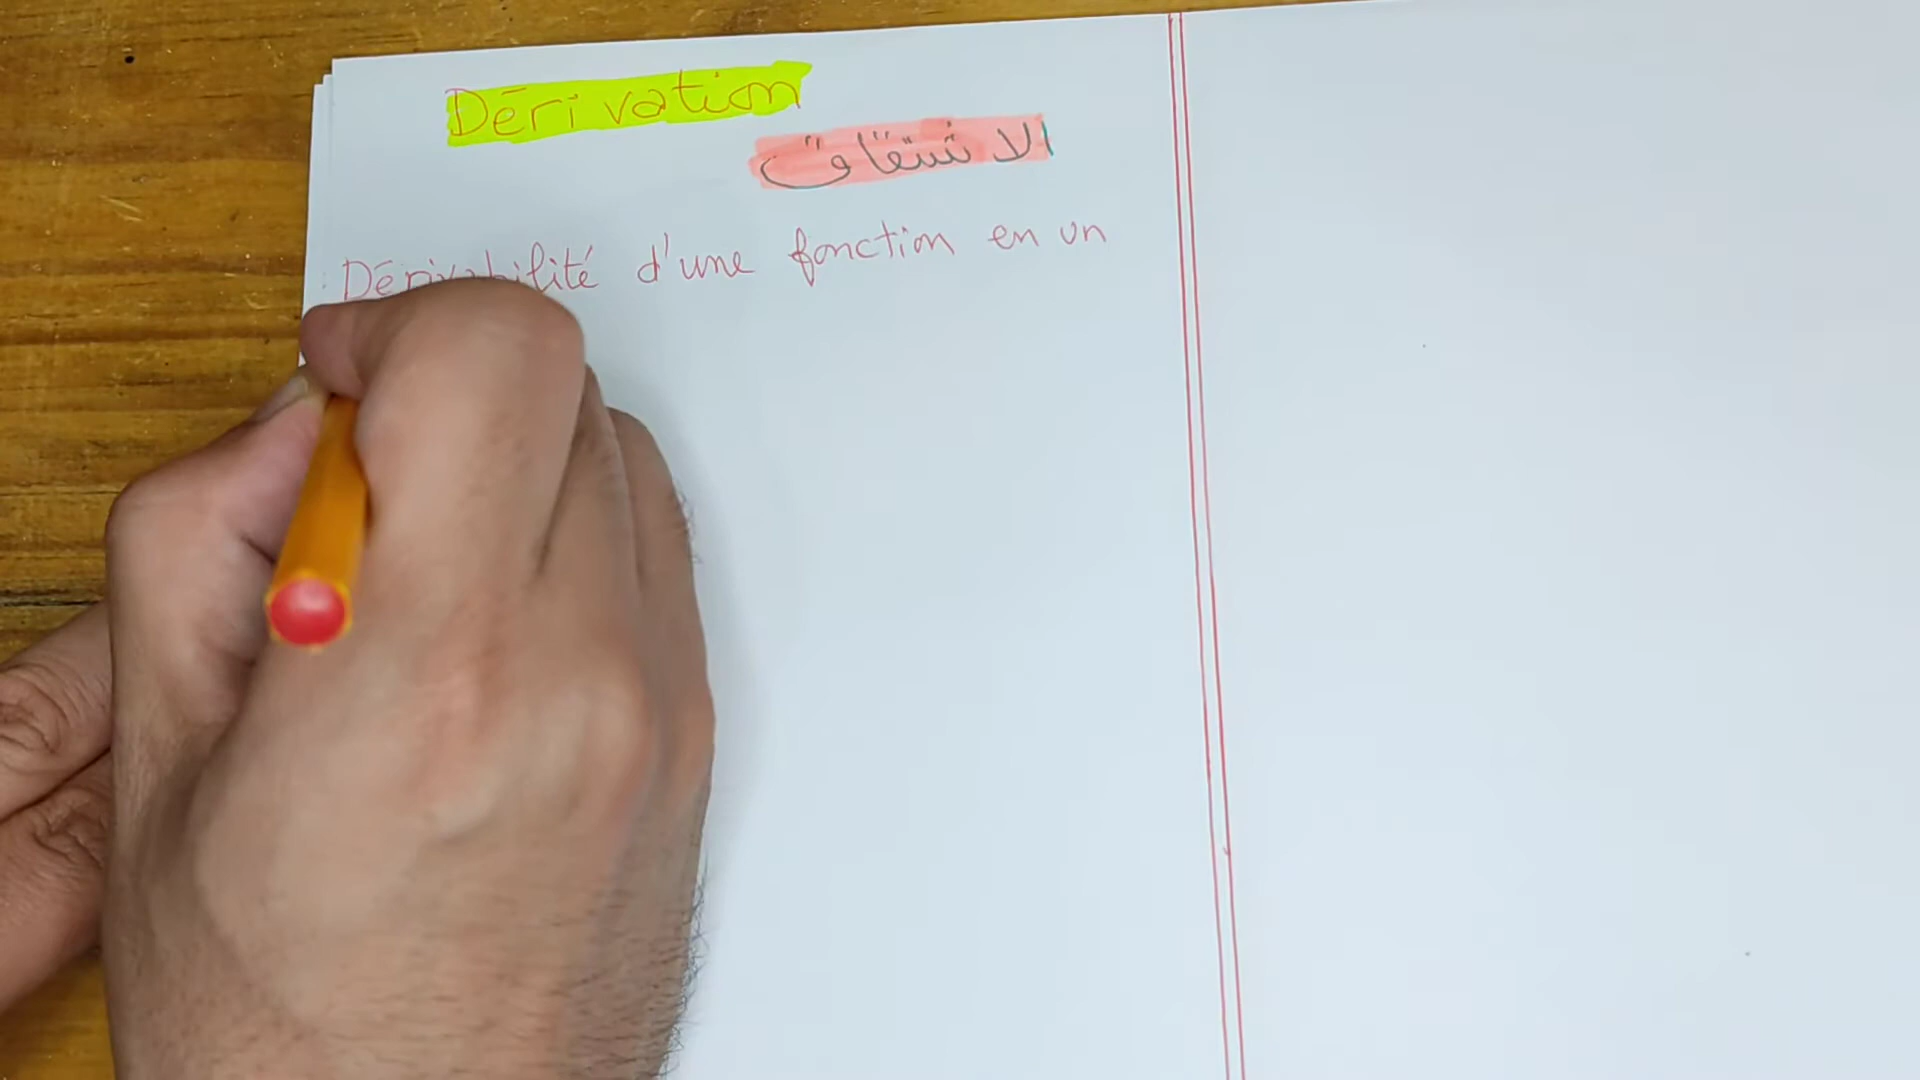 Dérivation
الاشتقاق
Dérivabilité d'une fonction en un